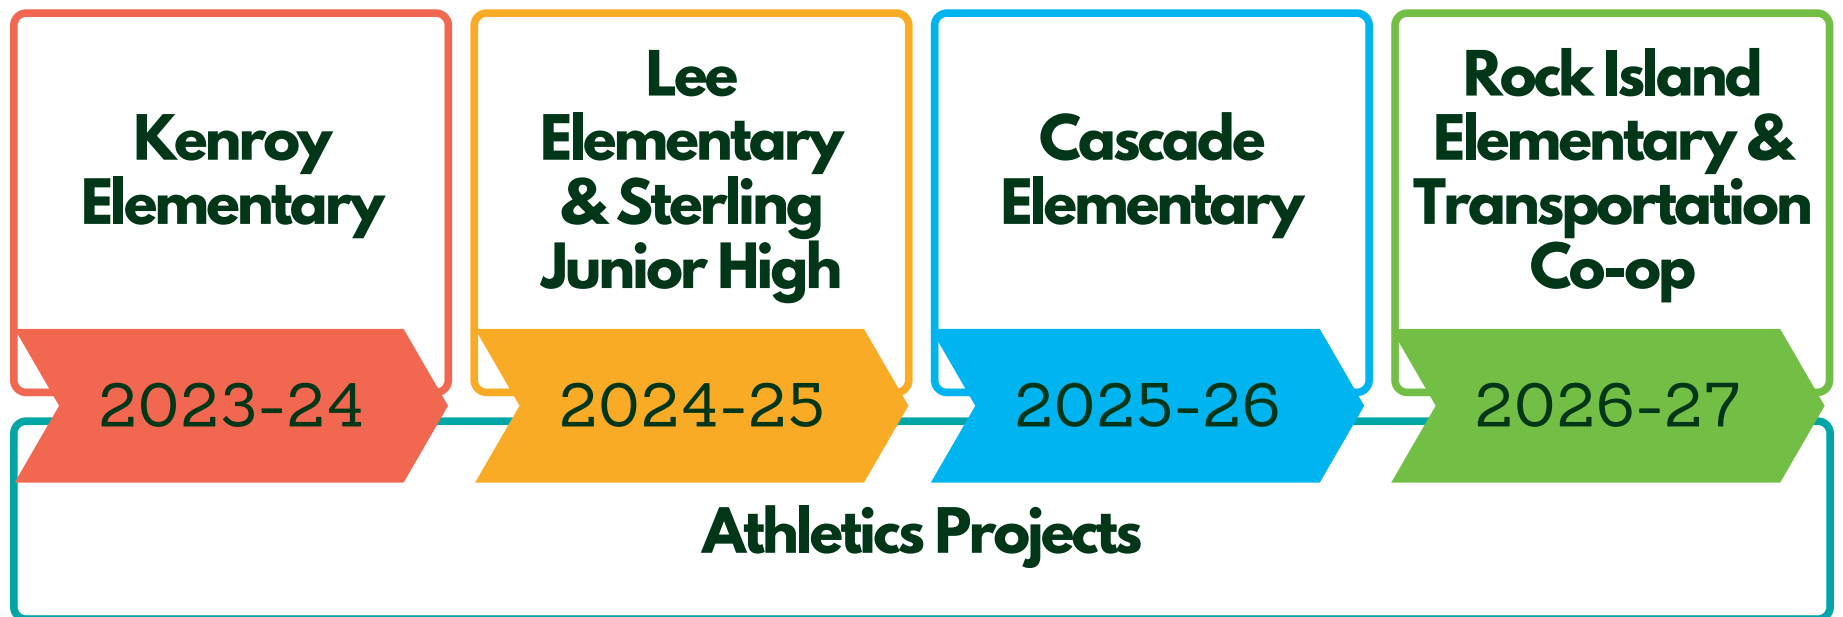 Kenroy
Elementary
2023-24
Lee
Elementary
& Sterling
Junior High
2024-25
Cascade
Elementary
2025-26
Rock Island
Elementary &
Transportation
Co-op
2026-27
Athletics Projects